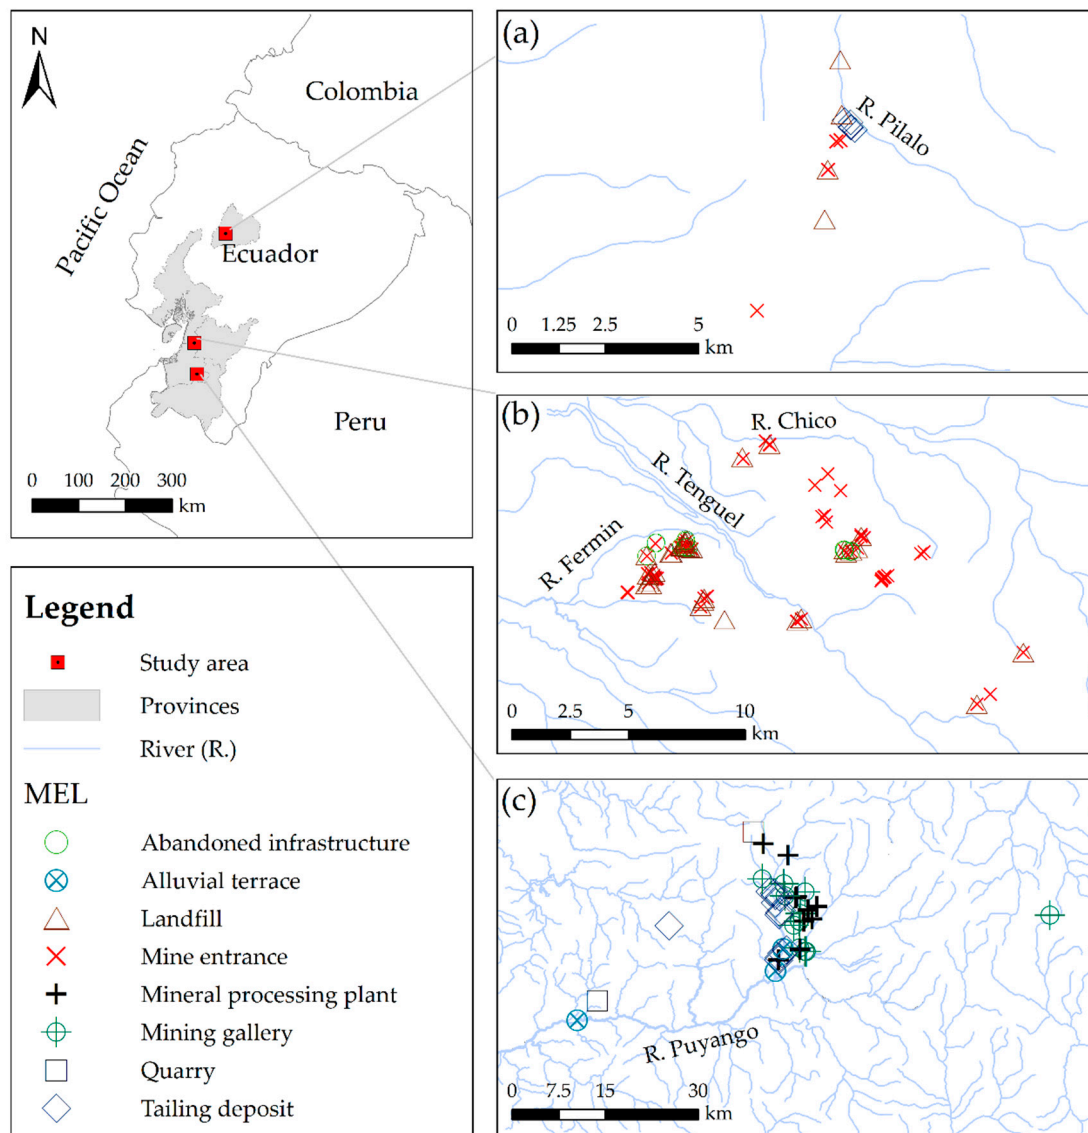 N
Colombia
Pacific Ocean
Ecuador
Peru
0 100 200 300
km
(a)
R. Pilalo
0 1.25 2.5 5
km
(b)
R. Chico
R. Tenguel
R. Fermin
0 2.5 5 10
km
(c)
R. Puyango
0 7.5 15 30
km
Legend
Study area
Provinces
River (R.)
MEL
Abandoned infrastructure
Alluvial terrace
Landfill
Mine entrance
Mineral processing plant
Mining gallery
Quarry
Tailing deposit